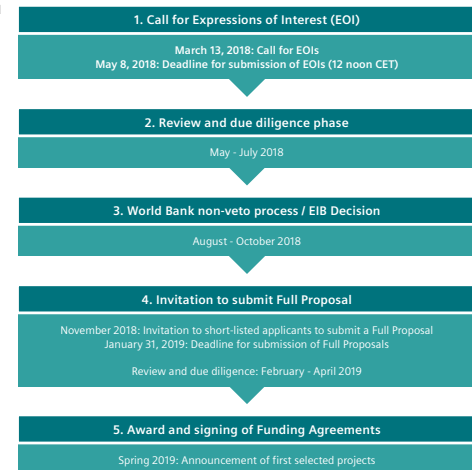 1. Call for Expressions of Interest (EOI)
March 13, 2018: Call for EOIs
May 8, 2018: Deadline for submission of EOIs (12 noon CET)
2. Review and due diligence phase
May - July 2018
3. World Bank non-veto process / EIB Decision
August - October 2018
4. Invitation to submit Full Proposal
November 2018: Invitation to short-listed applicants to submit a Full Proposal
January 31, 2019: Deadline for submission of Full Proposals
Review and due diligence: February - April 2019
5. Award and signing of Funding Agreements
Spring 2019: Announcement of first selected projects